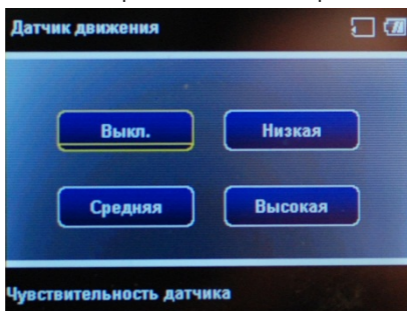 Датчик движения
Выкл.
Низкая
Средняя
Высокая
Чувствительность датчика